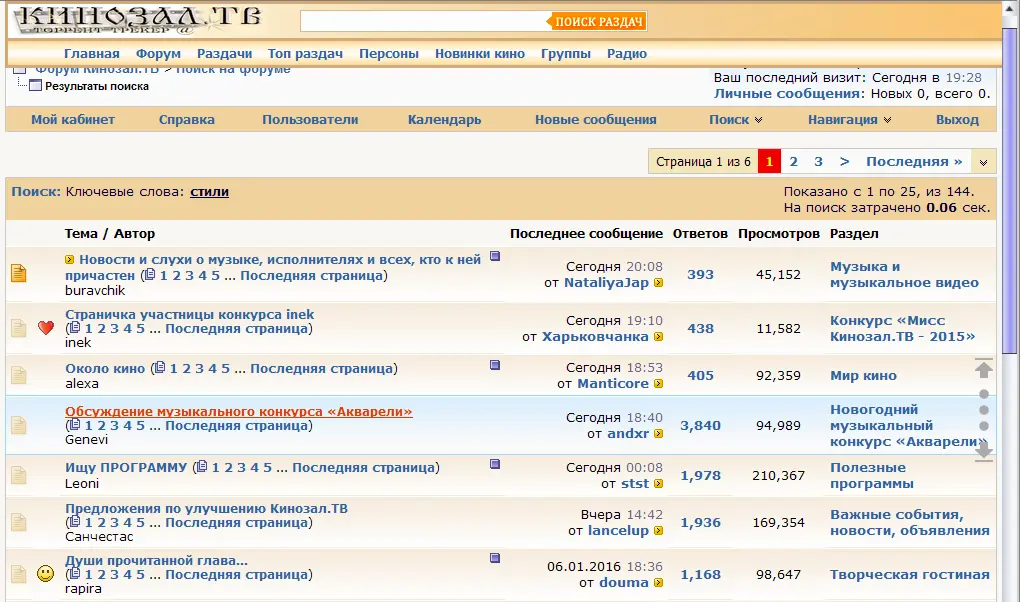 КИНОЗАЛ.ТВ
ТОРРЕНТ-ТРЕКЕР @
ПОИСК РАЗДАЧ
Главная Форум Раздачи Топ раздач Персоны Новинки кино Группы Радио
Форум Кинозал.ТВ > Поиск на форуме
Результаты поиска
Ваш последний визит: Сегодня в 19:28
Личные сообщения: Новых 0, всего 0.
Мой кабинет Справка Пользователи Календарь Новые сообщения Поиск Навигация Выход
Страница 1 из 6 1 2 3 > Последняя »
Поиск: Ключевые слова: стили
Показано с 1 по 25, из 144.
На поиск затрачено 0.06 сек.
Тема / Автор Последнее сообщение Ответов Просмотров Раздел
Новости и слухи о музыке, исполнителях и всех, кто к ней
причастен ( 1 2 3 4 5 ... Последняя страница)
buravchik
Сегодня 20:08
от NataliyaJap
393
45,152
Музыка и
музыкальное видео
Страничка участницы конкурса inek
( 1 2 3 4 5 ... Последняя страница)
inek
Сегодня 19:10
от Харьковчанка
438
11,582
Конкурс «Мисс
Кинозал.ТВ - 2015»
Около кино ( 1 2 3 4 5 ... Последняя страница)
alexa
Сегодня 18:53
от Manticore
405
92,359
Мир кино
Обсуждение музыкального конкурса «Акварели»
( 1 2 3 4 5 ... Последняя страница)
Genevi
Сегодня 18:40
от andxr
3,840
94,989
Новогодний
музыкальный
конкурс «Акварели»
Ищу ПРОГРАММУ ( 1 2 3 4 5 ... Последняя страница)
Leoni
Сегодня 00:08
от stst
1,978
210,367
Полезные
программы
Предложения по улучшению Кинозал.ТВ
( 1 2 3 4 5 ... Последняя страница)
Санчестас
Вчера 14:42
от lancelup
1,936
169,354
Важные события,
новости, объявления
Души прочитанной глава...
( 1 2 3 4 5 ... Последняя страница)
rapira
06.01.2016 18:36
от douma
1,168
98,647
Творческая гостиная